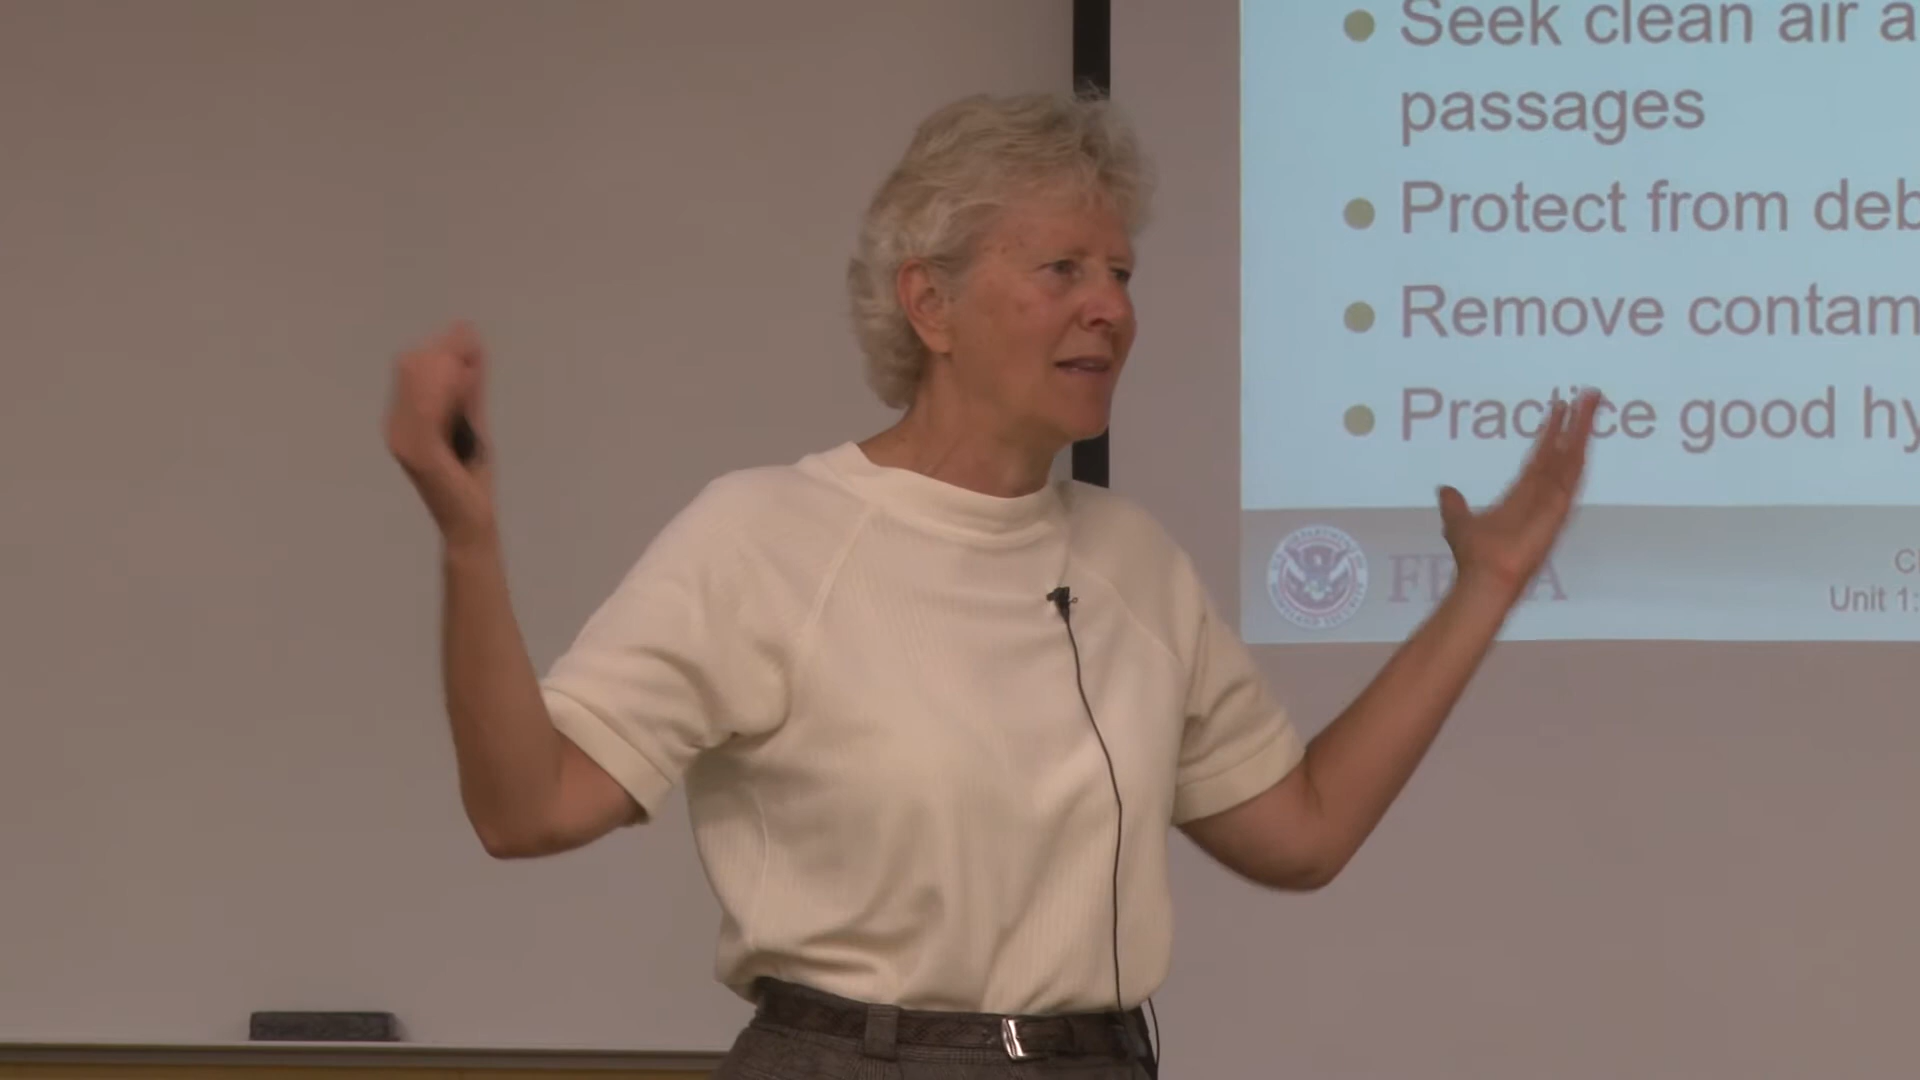 Seek clean air a
passages
Protect from deb
Remove contam
Practice good hy
Unit 1: